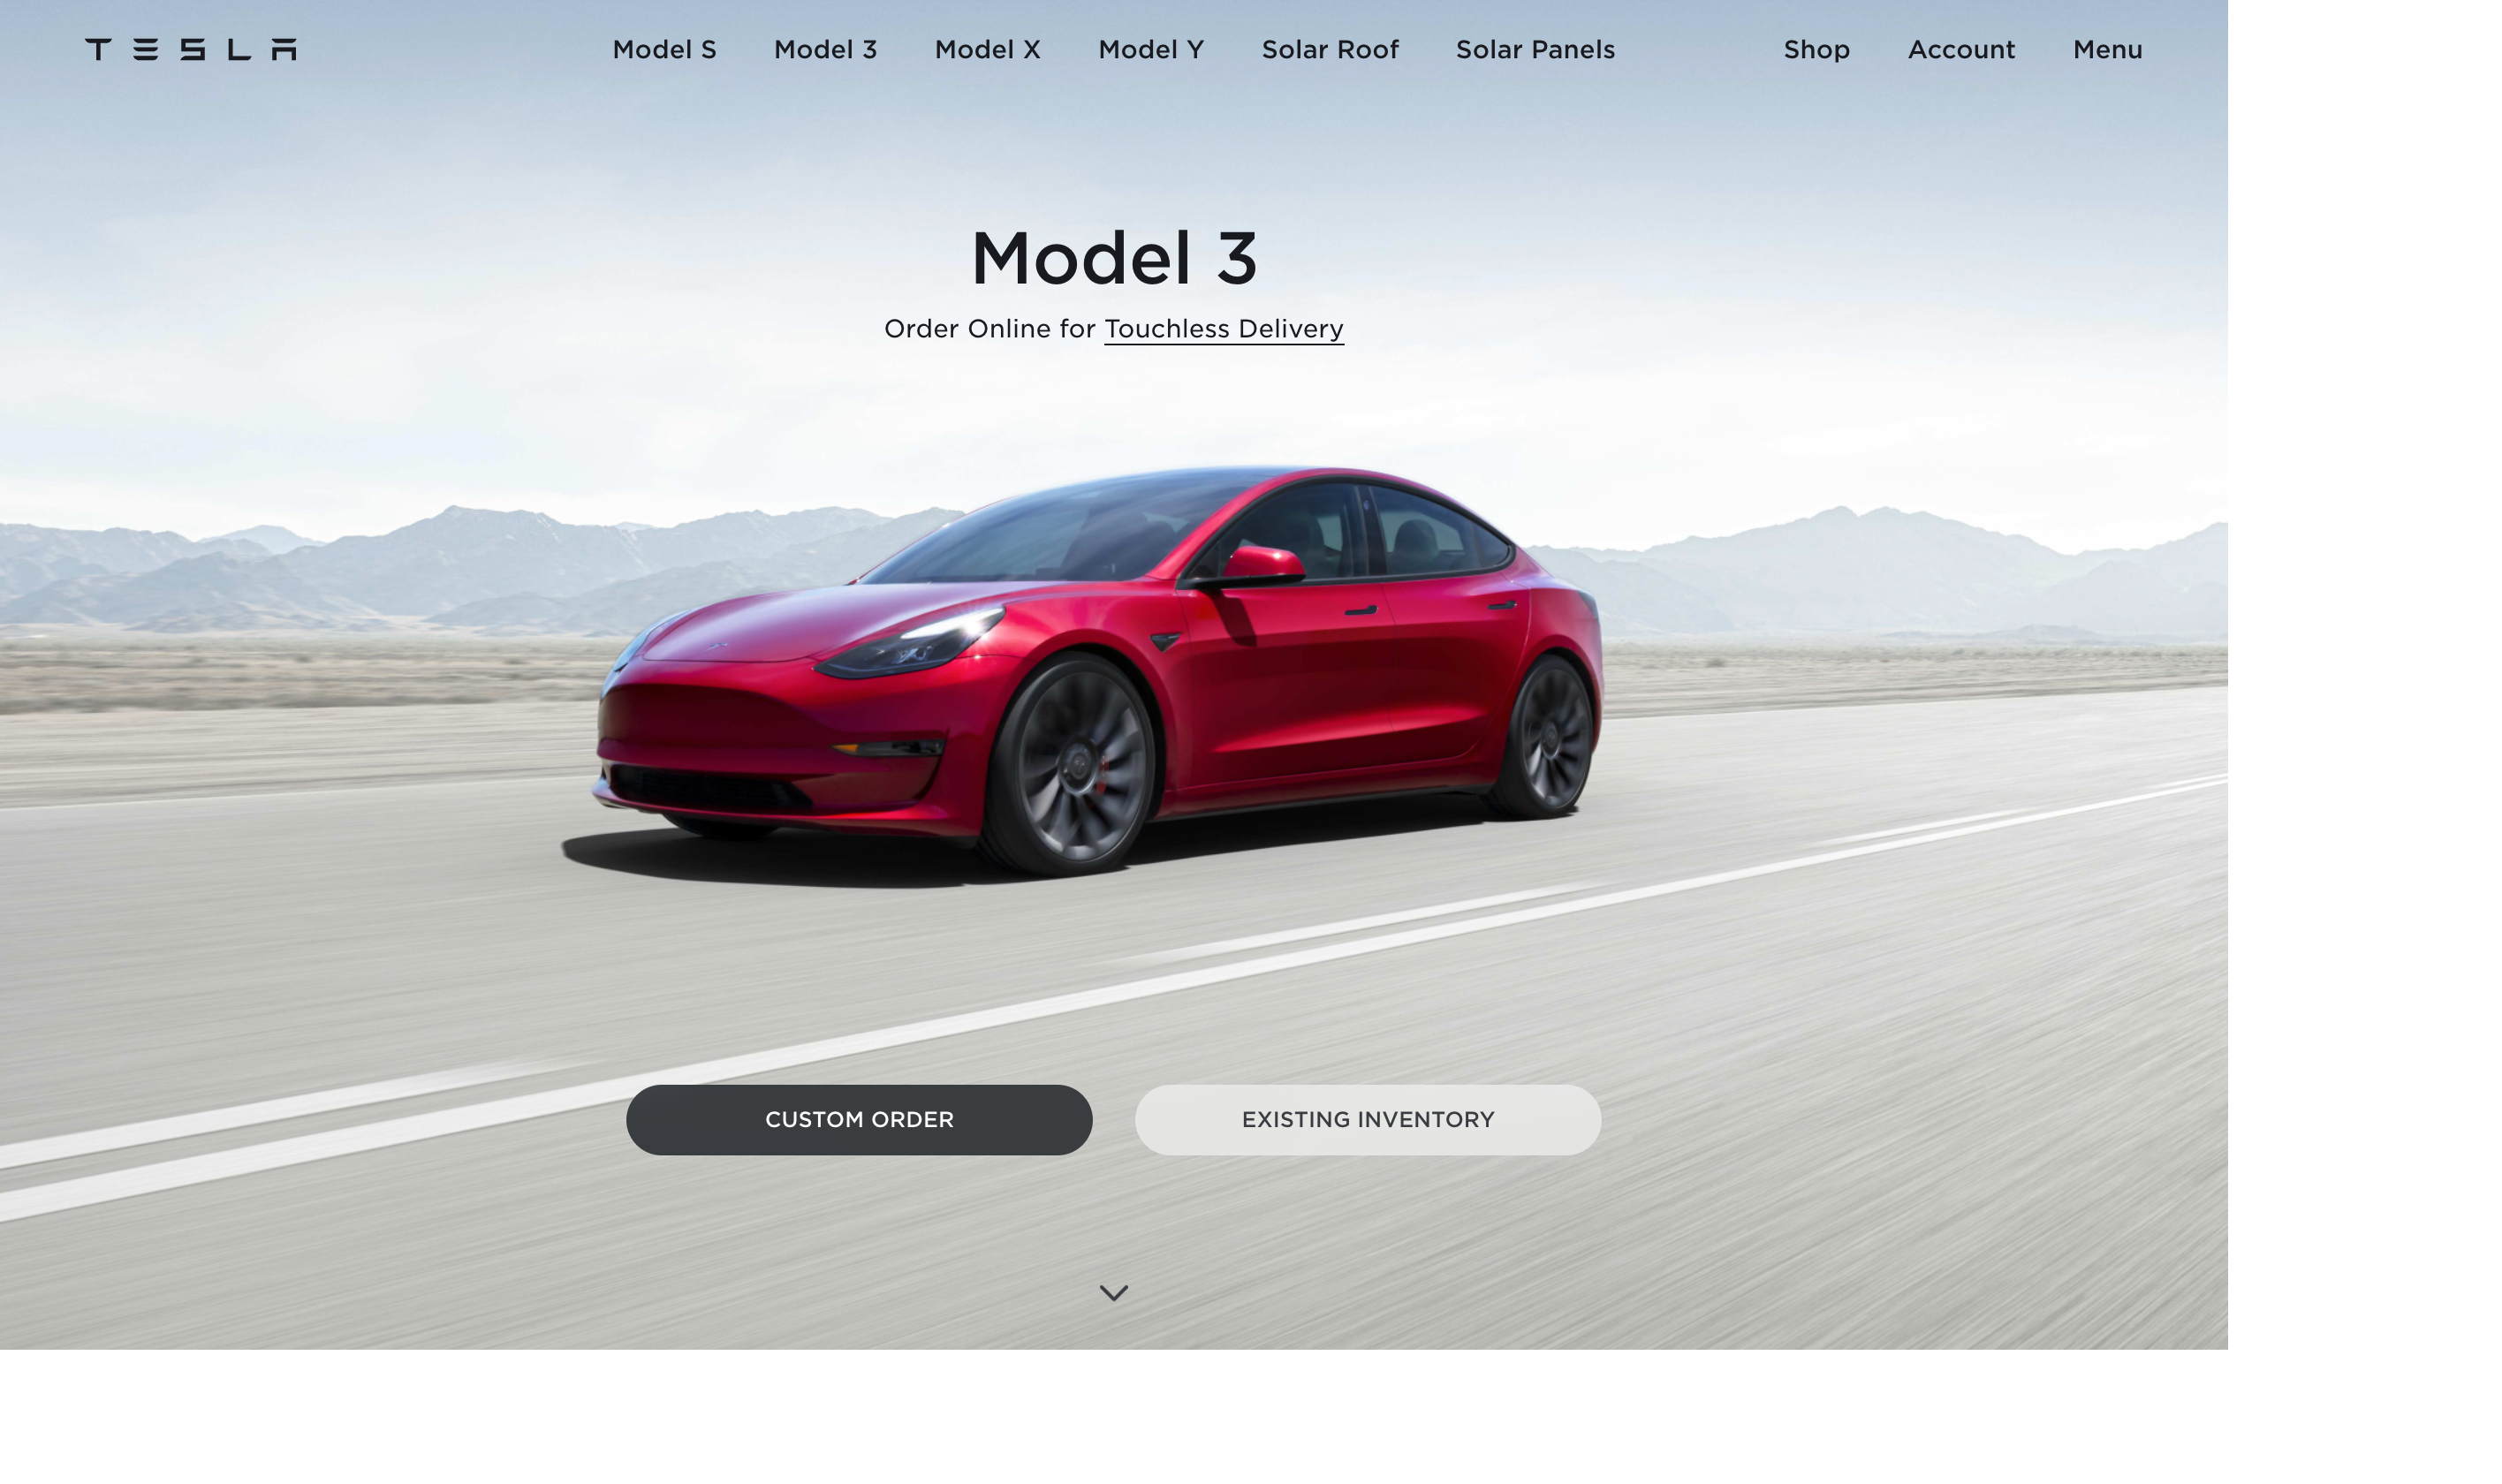 TESLA Model S Model 3 Model X Model Y Solar Roof Solar Panels Shop Account Menu
Model 3
Order Online for Touchless Delivery
CUSTOM ORDER EXISTING INVENTORY